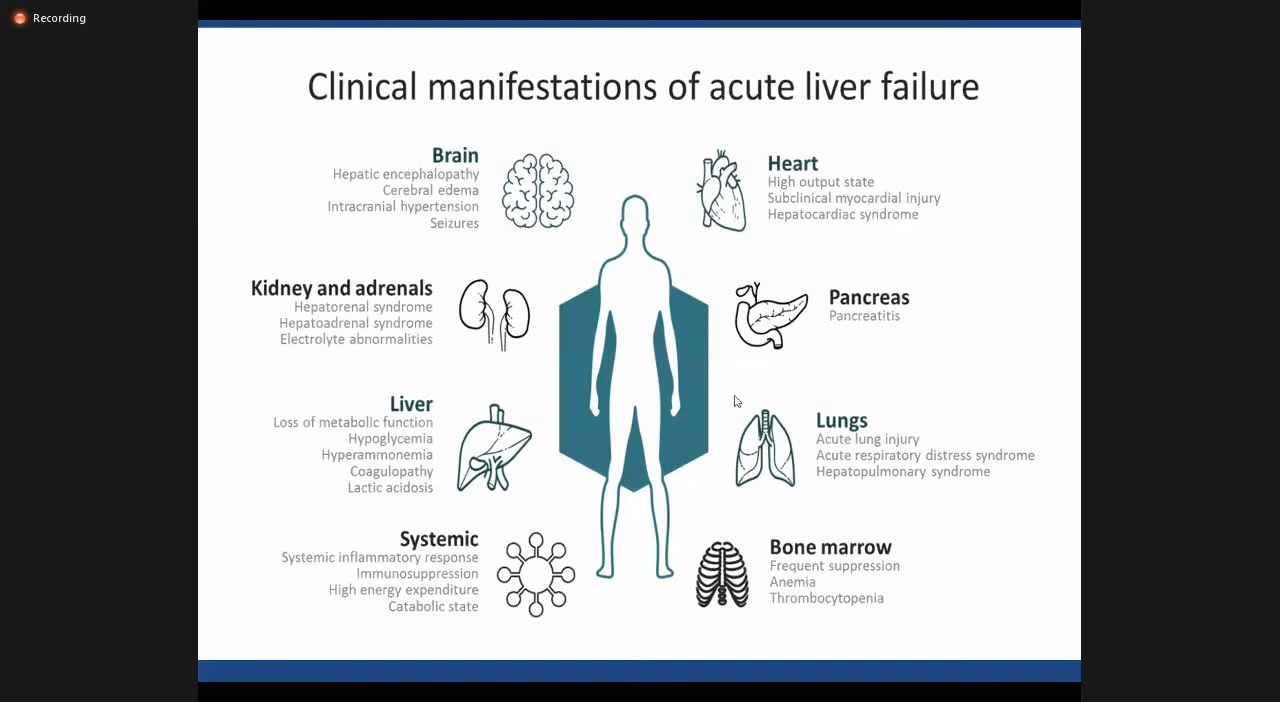 Recording
Clinical manifestations of acute liver failure
Brain
Hepatic encephalopathy
Cerebral edema
Intracranial hypertension
Seizures
Heart
High output state
Subclinical myocardial injury
Hepatocardiac syndrome
Kidney and adrenals
Hepatorenal syndrome
Hepatoadrenal syndrome
Electrolyte abnormalities
Pancreas
Pancreatitis
Liver
Loss of metabolic function
Hypoglycemia
Hyperammonemia
Coagulopathy
Lactic acidosis
Lungs
Acute lung injury
Acute respiratory distress syndrome
Hepatopulmonary syndrome
Systemic
Systemic inflammatory response
Immunosuppression
High energy expenditure
Catabolic state
Bone marrow
Frequent suppression
Anemia
Thrombocytopenia